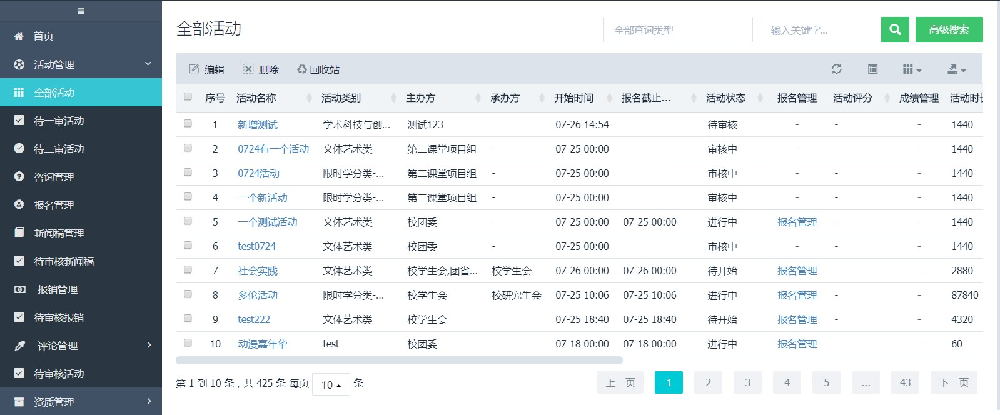 首页
活动管理
全部活动
待一审活动
待二审活动
咨询管理
报名管理
新闻稿管理
待审核新闻稿
报销管理
待审核报销
评论管理
待审核活动
资质管理
全部活动
全部查询类型 输入关键字... 高级搜索
编辑 删除 回收站
序号 活动名称 活动类别 主办方 承办方 开始时间 报名截止... 活动状态 报名管理 活动评分 成绩管理 活动时
1 新增测试 学术科技与创... 测试123 07-26 14:54 待审核 - - - 1440
2 0724有一个活动 文体艺术类 第二课堂项目组 - 07-25 00:00 审核中 - - - 1440
3 0724活动 限时学分类-... 第二课堂项目组 - 07-25 00:00 审核中 - - - 1440
4 一个新活动 限时学分类-... 第二课堂项目组 - 07-25 00:00 审核中 - - - 1440
5 一个测试活动 文体艺术类 校团委 - 07-25 00:00 07-25 00:00 进行中 报名管理 - - 1440
6 test0724 文体艺术类 校团委 - 07-25 00:00 审核中 - - - 1440
7 社会实践 文体艺术类 校学生会,团省... 校学生会 07-26 00:00 07-26 00:00 待开始 报名管理 - - 2880
8 多伦活动 限时学分类-... 校学生会 校研究生会 07-25 10:06 07-25 10:06 进行中 报名管理 - - 87840
9 test222 文体艺术类 校学生会 07-25 18:40 07-25 18:40 待开始 报名管理 - - 4320
10 动漫嘉年华 test 校团委 - 07-18 00:00 07-18 00:00 进行中 报名管理 - - 60
第 1 到 10 条，共 425 条 每页 10 条 上一页 1 2 3 4 5 ... 43 下一页